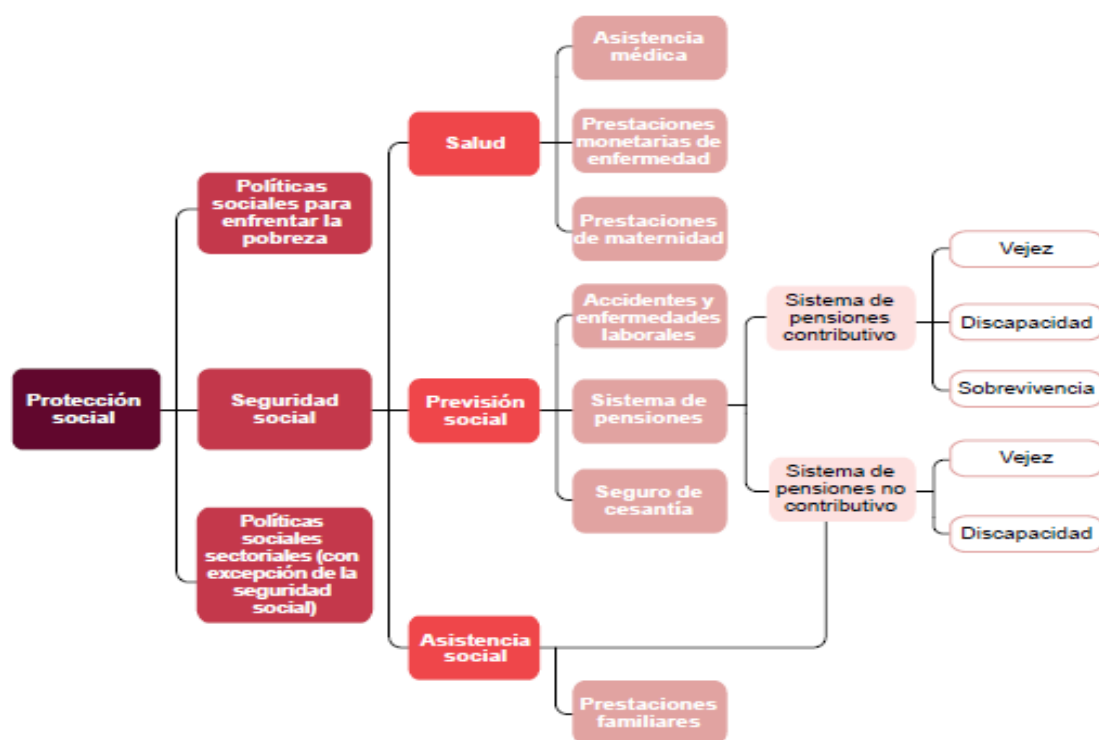 Protección
social
Políticas
sociales para
enfrentar la
pobreza
Seguridad
social
Políticas
sociales
sectoriales (con
excepción de la
seguridad
social)
Salud
Previsión
social
Asistencia
social
Asistencia
médica
Prestaciones
monetarias de
enfermedad
Prestaciones
de maternidad
Accidentes y
enfermedades
laborales
Sistema de
pensiones
Seguro de
cesantía
Prestaciones
familiares
Sistema de
pensiones
contributivo
Sistema de
pensiones no
contributivo
Vejez
Discapacidad
Sobrevivencia
Vejez
Discapacidad